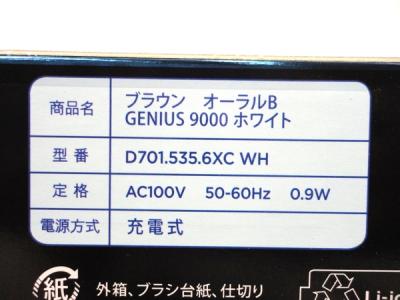 商品名 ブラウン オーラルB
GENIUS 9000 ホワイト
型番 D701.535.6XC WH
定格 AC100V 50-60Hz 0.9W
電源方式 充電式
紙 外箱、ブラシ台紙、仕切り